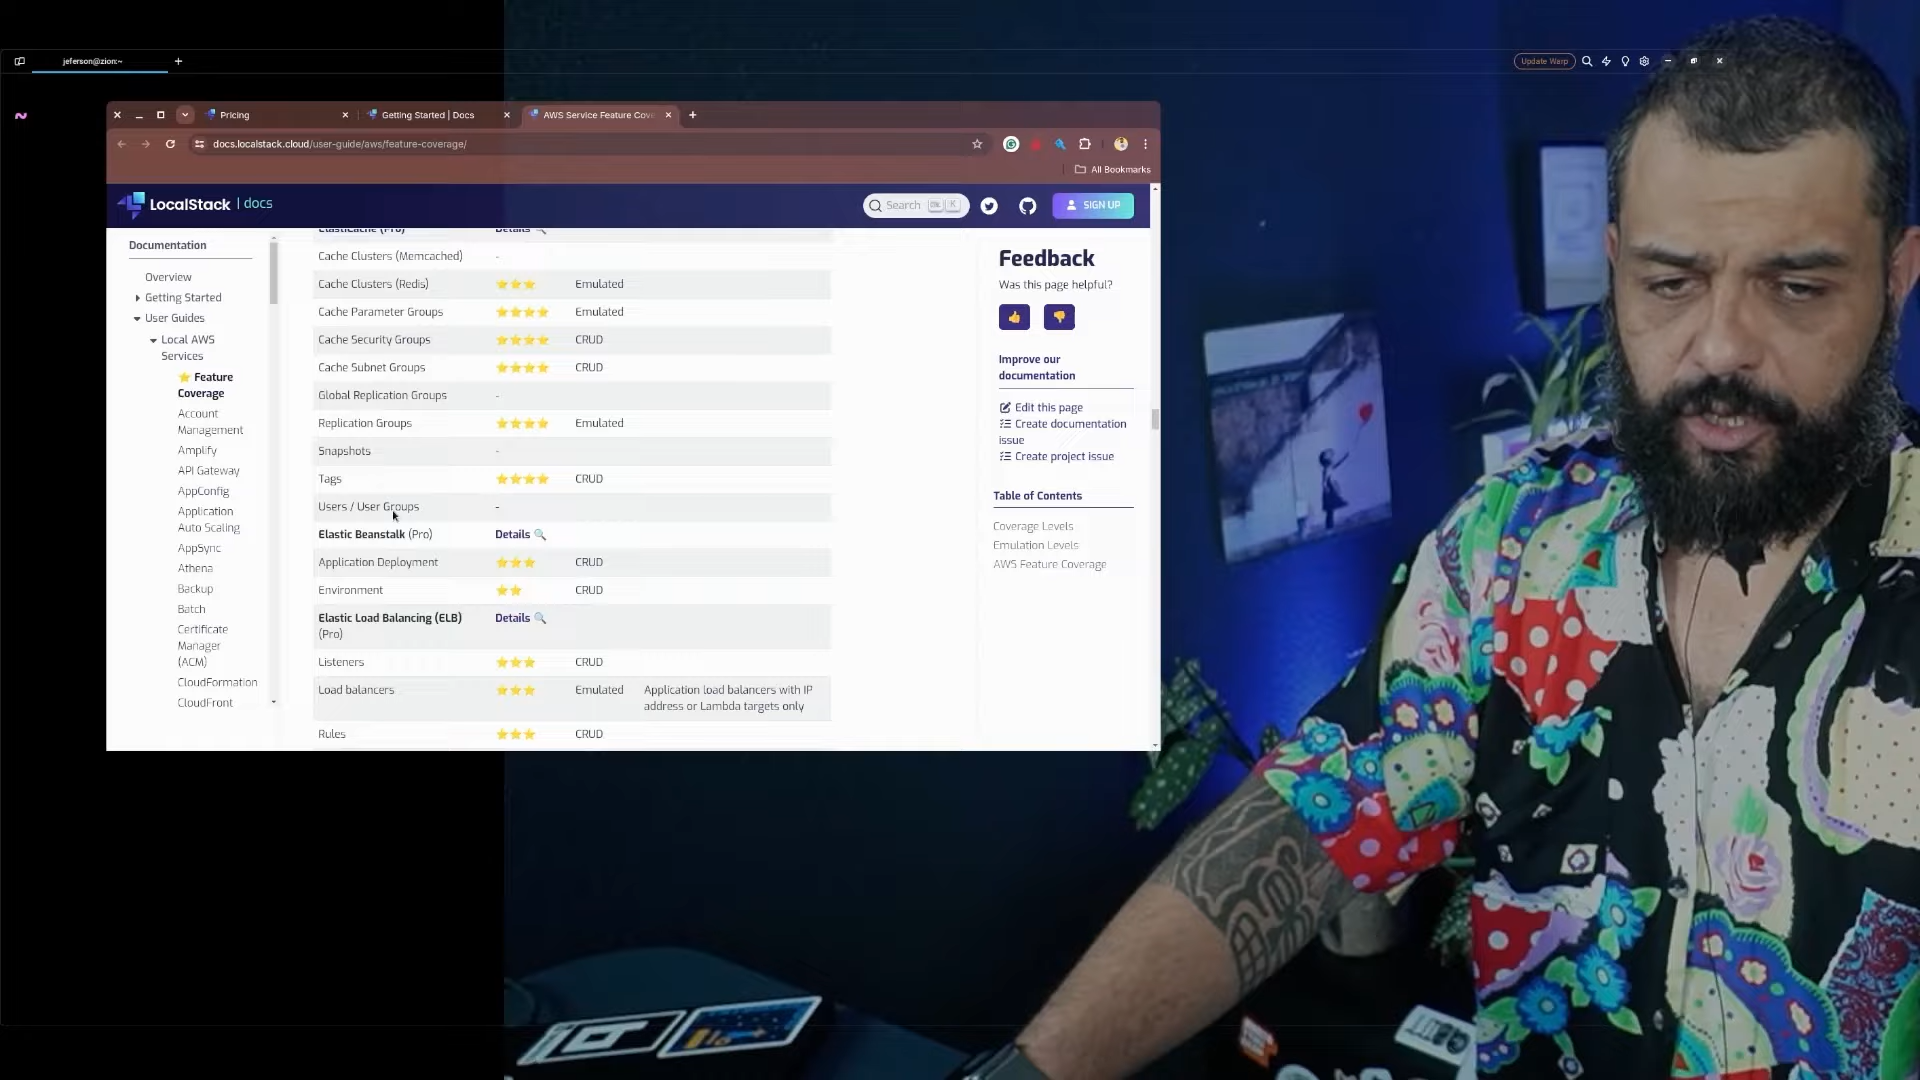 jeferson@zion:~
Update Warp
Pricing
Getting Started | Docs
AWS Service Feature Cov
docs.localstack.cloud/user-guide/aws/feature-coverage/
All Bookmarks
LocalStack | docs
Search
K
SIGN UP
Documentation
Overview
Getting Started
User Guides
Local AWS
Services
Feature
Coverage
Account
Management
Amplify
API Gateway
AppConfig
Application
Auto Scaling
AppSync
Athena
Backup
Batch
Certificate
Manager
(ACM)
CloudFormation
CloudFront
ElastiCache (Pro) Details
Cache Clusters (Memcached) -
Cache Clusters (Redis) Emulated
Cache Parameter Groups Emulated
Cache Security Groups CRUD
Cache Subnet Groups CRUD
Global Replication Groups -
Replication Groups Emulated
Snapshots -
Tags CRUD
Users / User Groups -
Elastic Beanstalk (Pro) Details
Application Deployment CRUD
Environment CRUD
Elastic Load Balancing (ELB) Details
(Pro)
Listeners CRUD
Load balancers Emulated Application load balancers with IP
address or Lambda targets only
Rules CRUD
Feedback
Was this page helpful?
Improve our
documentation
Edit this page
Create documentation
issue
Create project issue
Table of Contents
Coverage Levels
Emulation Levels
AWS Feature Coverage